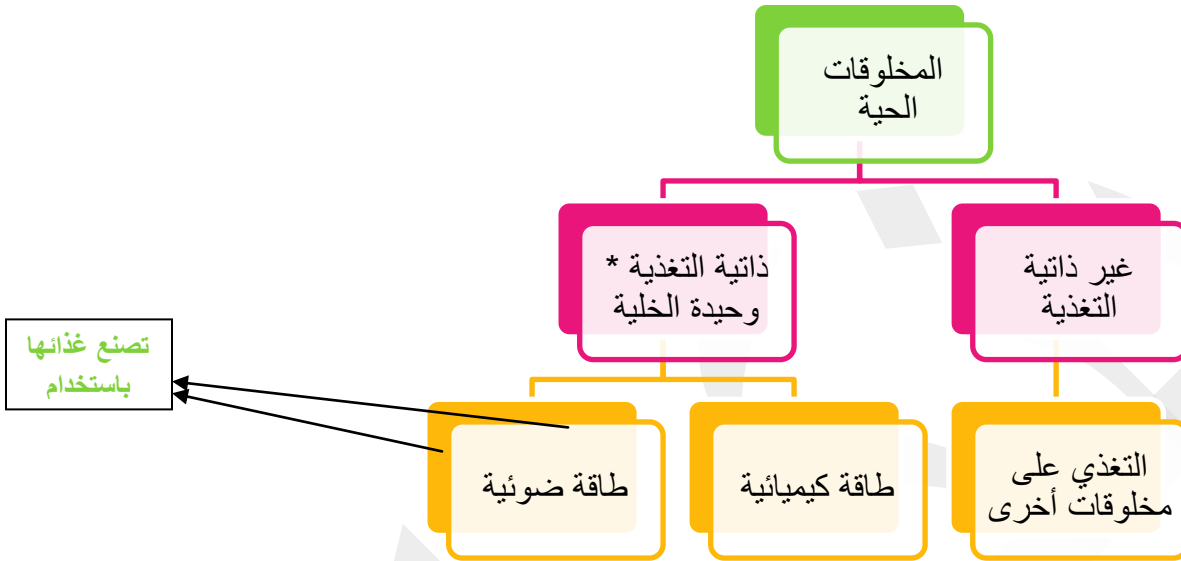 المخلوقات
الحية
غير ذاتية
التغذية
ذاتية التغذية *
وحيدة الخلية
تصنع غذائها
باستخدام
التغذي على
مخلوقات أخرى
طاقة كيميائية
طاقة ضوئية